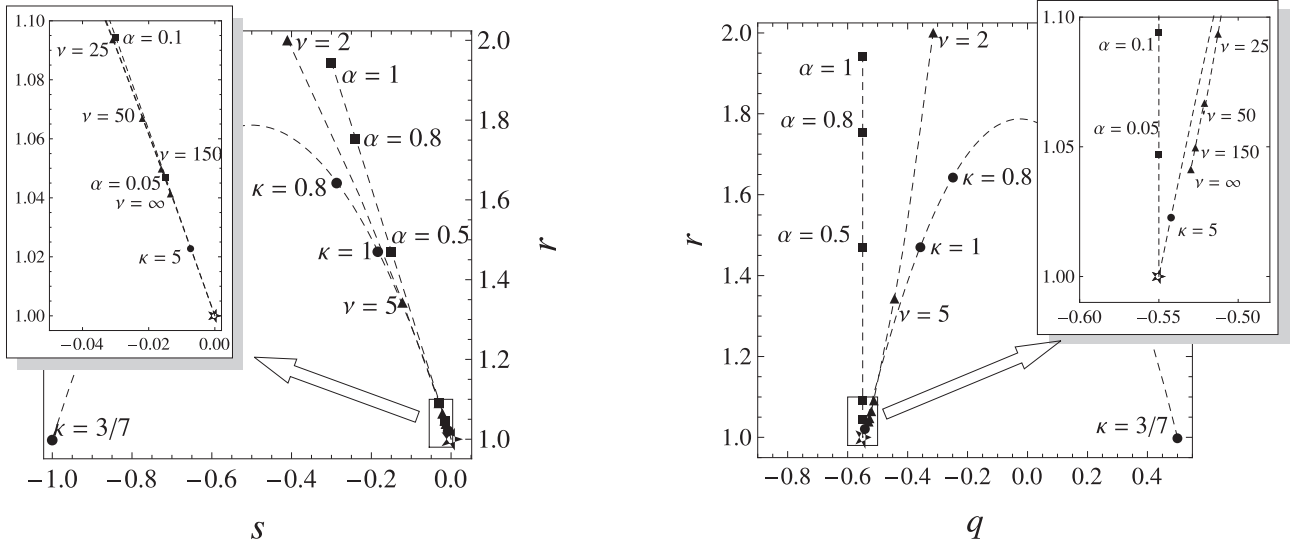 1.10
1.08
1.06
1.04
1.02
1.00
−0.04
−0.02
0.00
α = 0.1
ν = 25
ν = 50
ν = 150
α = 0.05
ν = ∞
κ = 5
ν = 2
α = 1
α = 0.8
κ = 0.8
α = 0.5
κ = 1
ν = 5
κ = 3/7
2.0
1.8
1.6
1.4
1.2
1.0
r
−1.0
−0.8
−0.6
−0.4
−0.2
0.0
s
2.0
1.8
1.6
1.4
1.2
1.0
r
ν = 2
α = 1
α = 0.8
κ = 0.8
α = 0.5
κ = 1
ν = 5
κ = 3/7
−0.8
−0.6
−0.4
−0.2
0.0
0.2
0.4
q
1.10
1.05
1.00
α = 0.1
ν = 25
α = 0.05
ν = 50
ν = 150
ν = ∞
κ = 5
−0.60
−0.55
−0.50